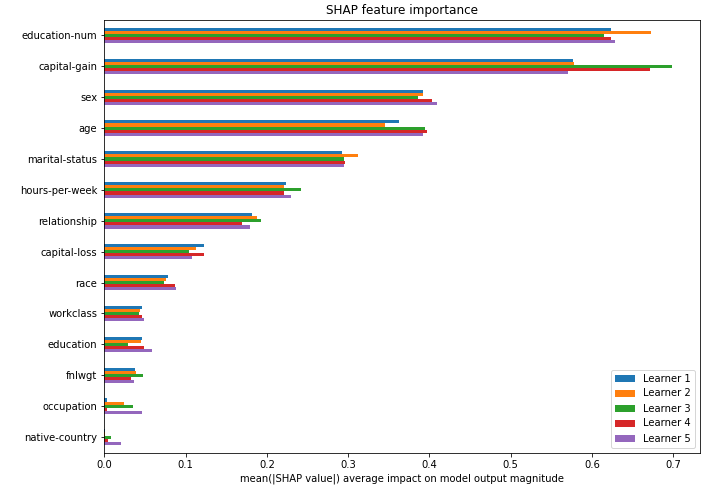 SHAP feature importance
education-num
capital-gain
sex
age
marital-status
hours-per-week
relationship
capital-loss
race
workclass
education
fnlwgt
occupation
native-country
Learner 1
Learner 2
Learner 3
Learner 4
Learner 5
0.0 0.1 0.2 0.3 0.4 0.5 0.6 0.7
mean(|SHAP value|) average impact on model output magnitude